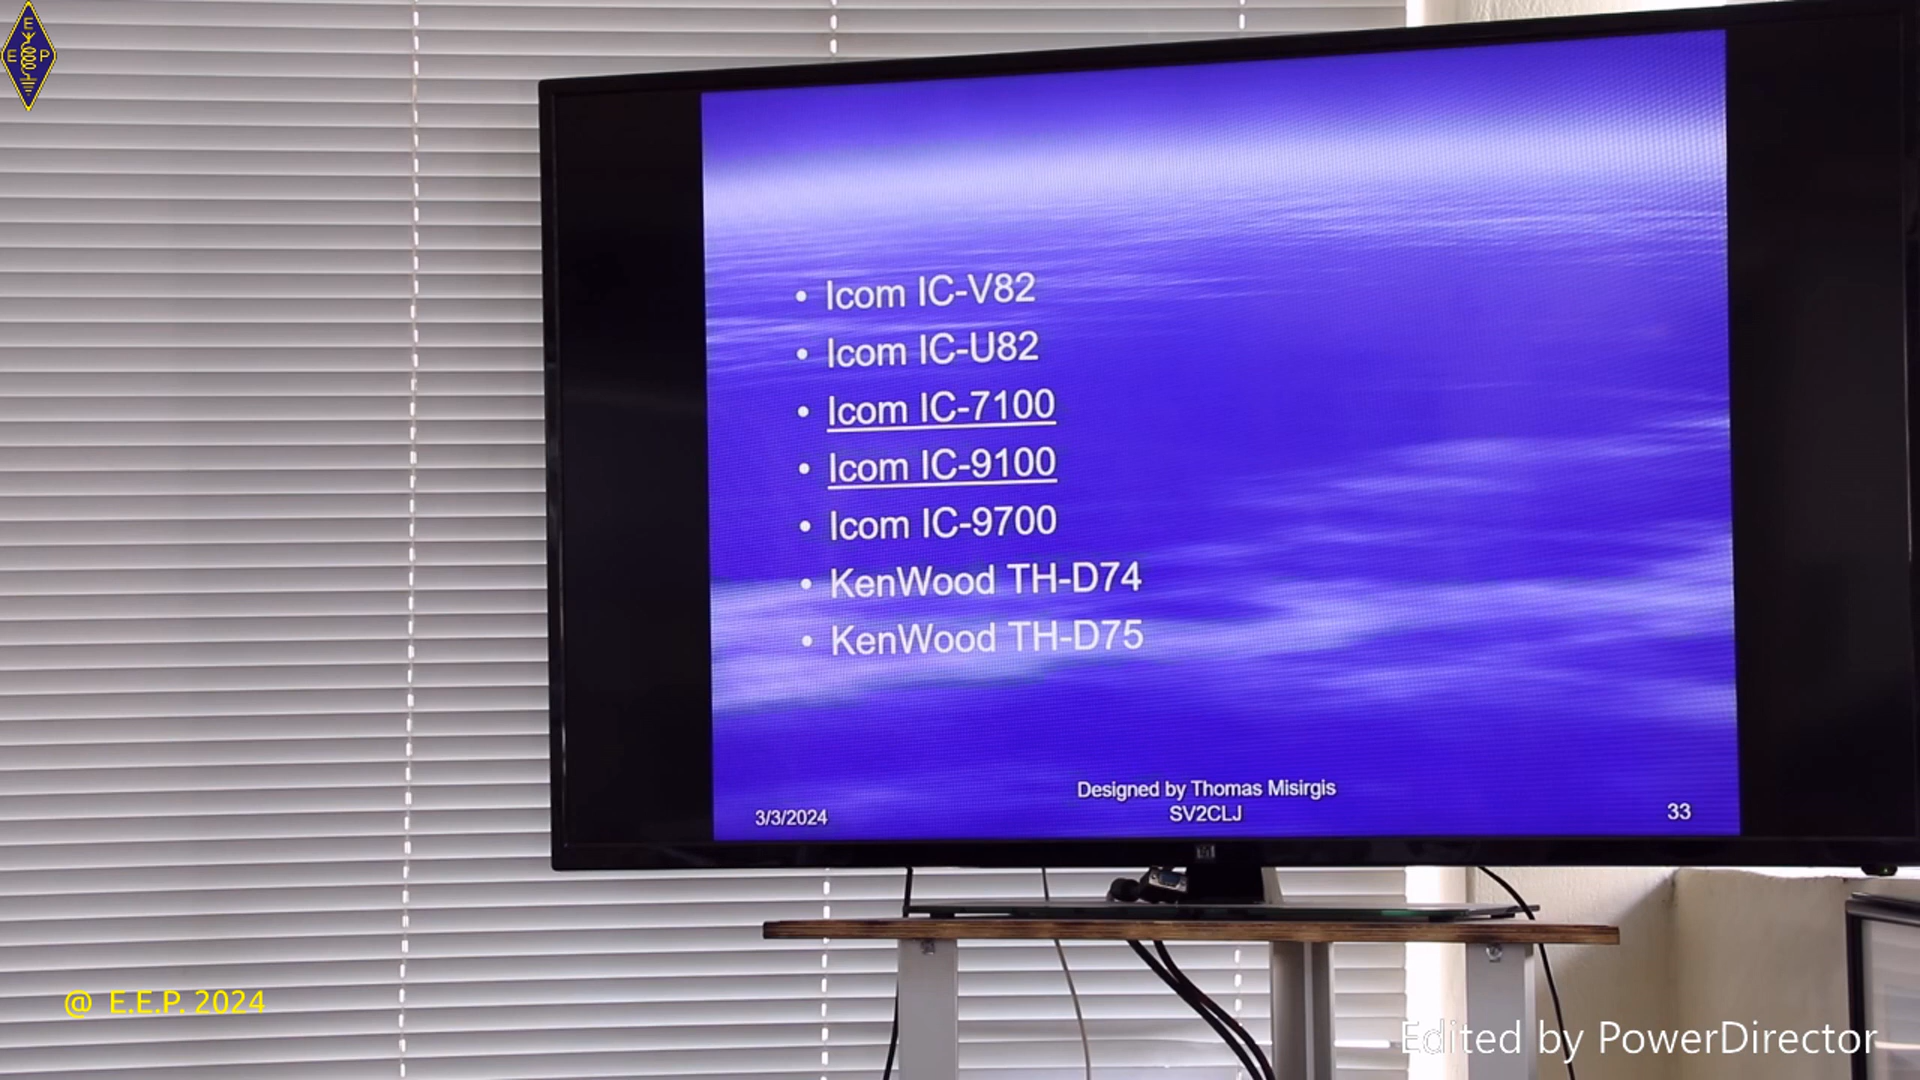 E
E P
• Icom IC-V82
• Icom IC-U82
• Icom IC-7100
• Icom IC-9100
• Icom IC-9700
• KenWood TH-D74
• KenWood TH-D75
3/3/2024
Designed by Thomas Misirgis
SV2CLJ
33
hp
@ E.E.P. 2024
Edited by PowerDirector